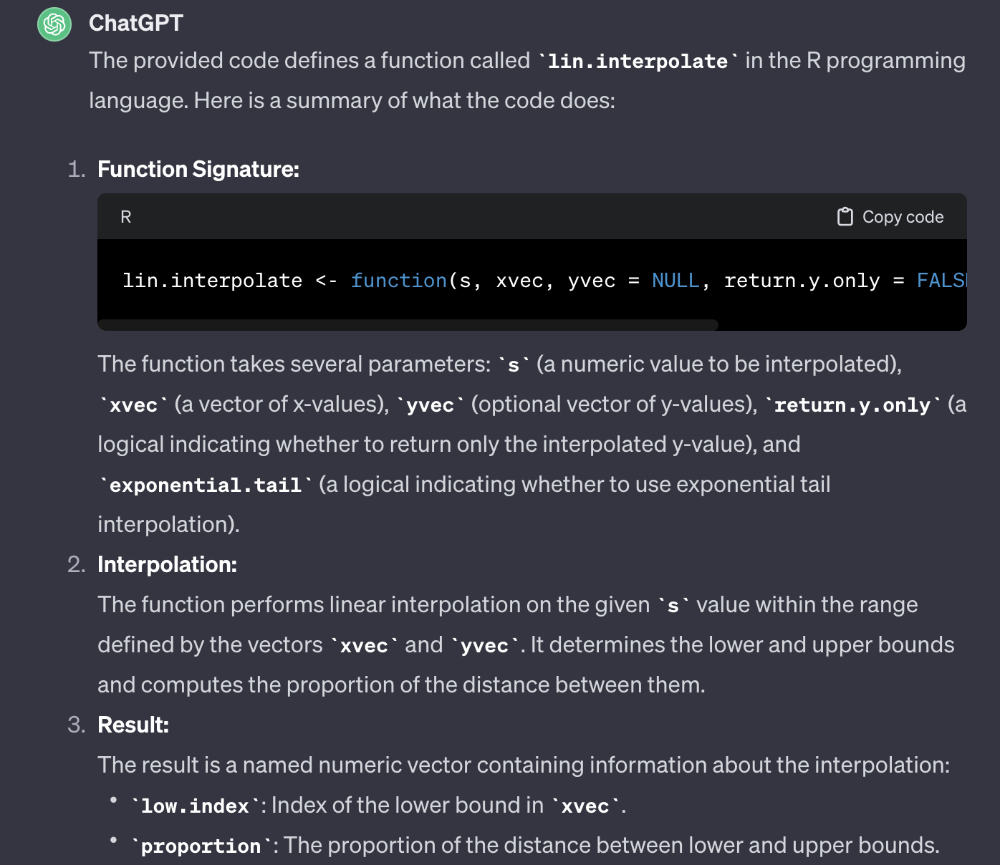 ChatGPT
The provided code defines a function called `lin.interpolate` in the R programming
language. Here is a summary of what the code does:
1. Function Signature:
R Copy code
lin.interpolate <- function(s, xvec, yvec = NULL, return.y.only = FALS
The function takes several parameters: `s` (a numeric value to be interpolated),
`xvec` (a vector of x-values), `yvec` (optional vector of y-values), `return.y.only` (a
logical indicating whether to return only the interpolated y-value), and
`exponential.tail` (a logical indicating whether to use exponential tail
interpolation).
2. Interpolation:
The function performs linear interpolation on the given `s` value within the range
defined by the vectors `xvec` and `yvec`. It determines the lower and upper bounds
and computes the proportion of the distance between them.
3. Result:
The result is a named numeric vector containing information about the interpolation:
• `low.index`: Index of the lower bound in `xvec`.
• `proportion`: The proportion of the distance between lower and upper bounds.